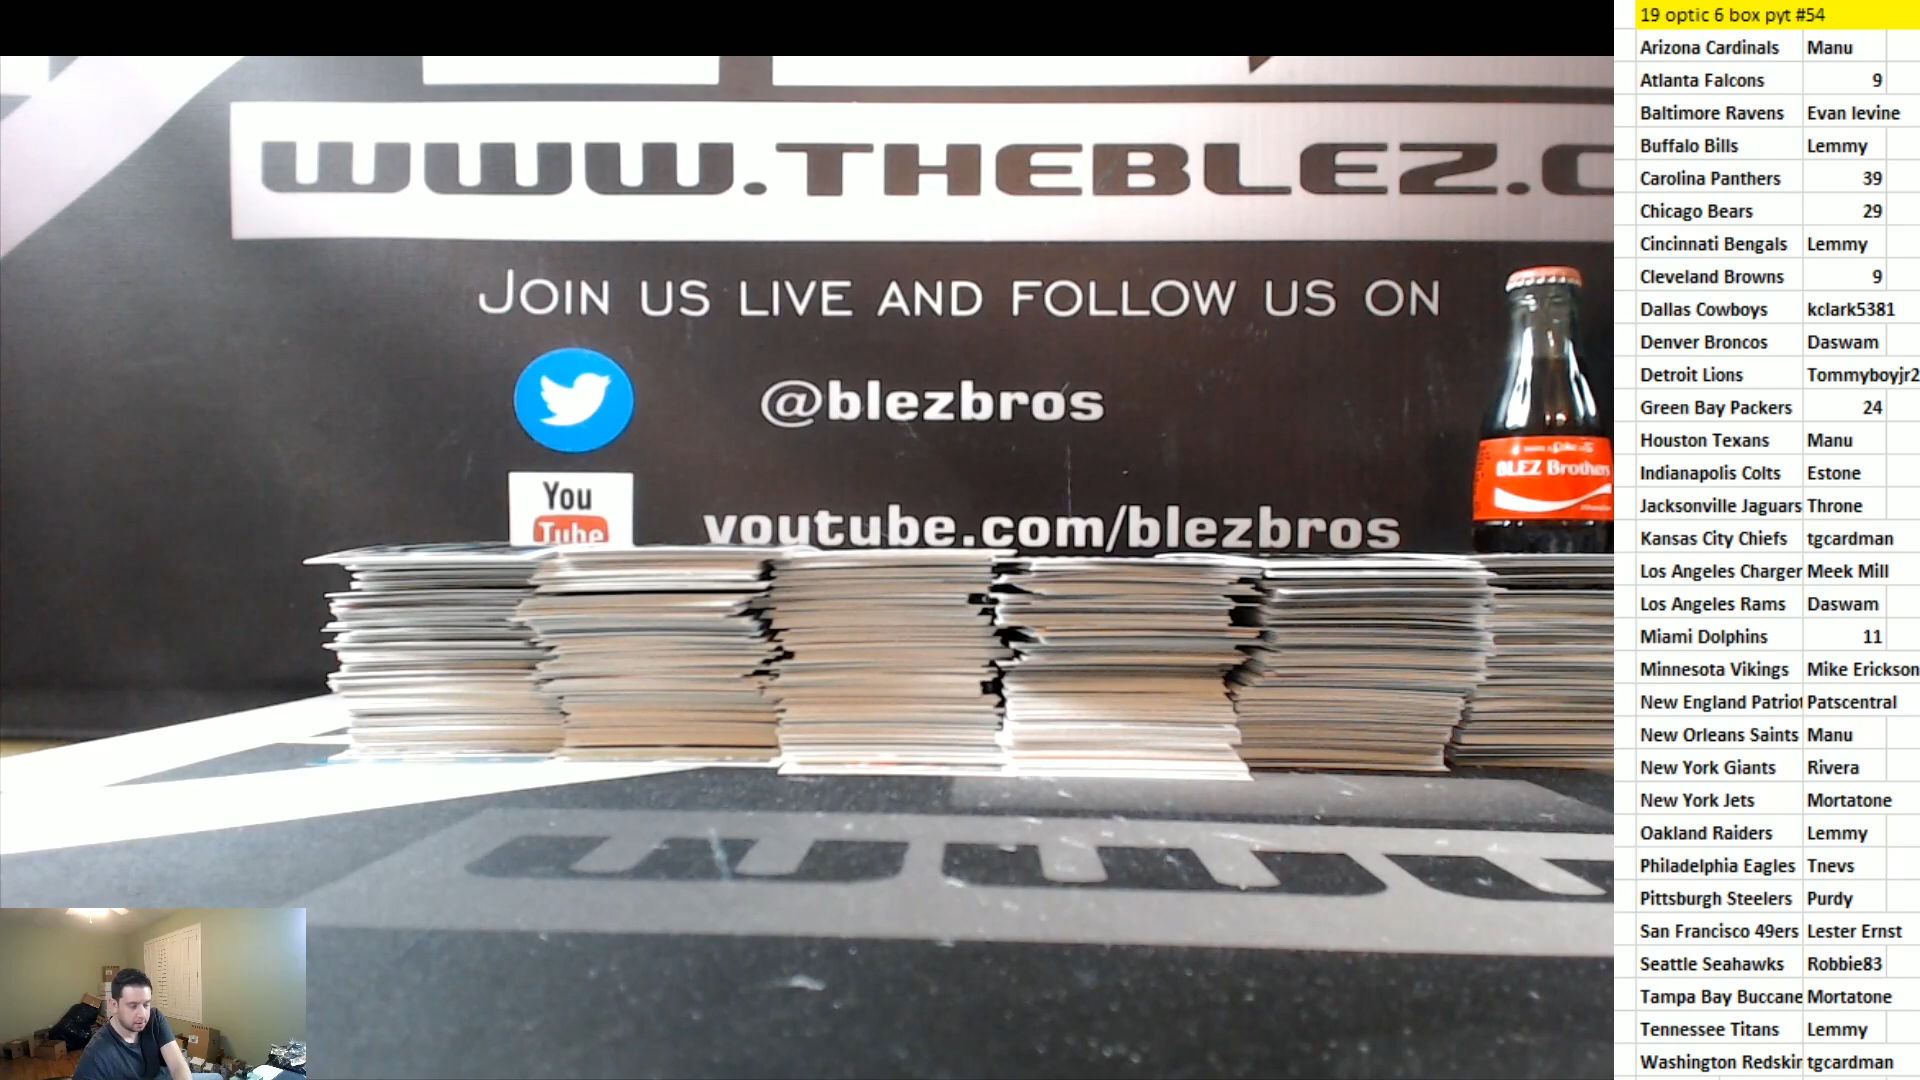 19 optic 6 box pyt #54
Arizona Cardinals Manu
Atlanta Falcons 9
Baltimore Ravens Evan levine
Buffalo Bills Lemmy
Carolina Panthers 39
Chicago Bears 29
Cincinnati Bengals Lemmy
Cleveland Browns 9
Dallas Cowboys kclark5381
Denver Broncos Daswam
Detroit Lions Tommyboyjr2
Green Bay Packers 24
Houston Texans Manu
Indianapolis Colts Estone
Jacksonville Jaguars Throne
Kansas City Chiefs tgcardman
Los Angeles Charger Meek Mill
Los Angeles Rams Daswam
Miami Dolphins 11
Minnesota Vikings Mike Erickson
New England Patriot Patscentral
New Orleans Saints Manu
New York Giants Rivera
New York Jets Mortatone
Oakland Raiders Lemmy
Philadelphia Eagles Tnevs
Pittsburgh Steelers Purdy
San Francisco 49ers Lester Ernst
Seattle Seahawks Robbie83
Tampa Bay Buccane Mortatone
Tennessee Titans Lemmy
Washington Redskin tgcardman
WWW.THEBLEZ.C
JOIN US LIVE AND FOLLOW US ON
@blezbros
You
Tube
youtube.com/blezbros
BLEZ Brothers